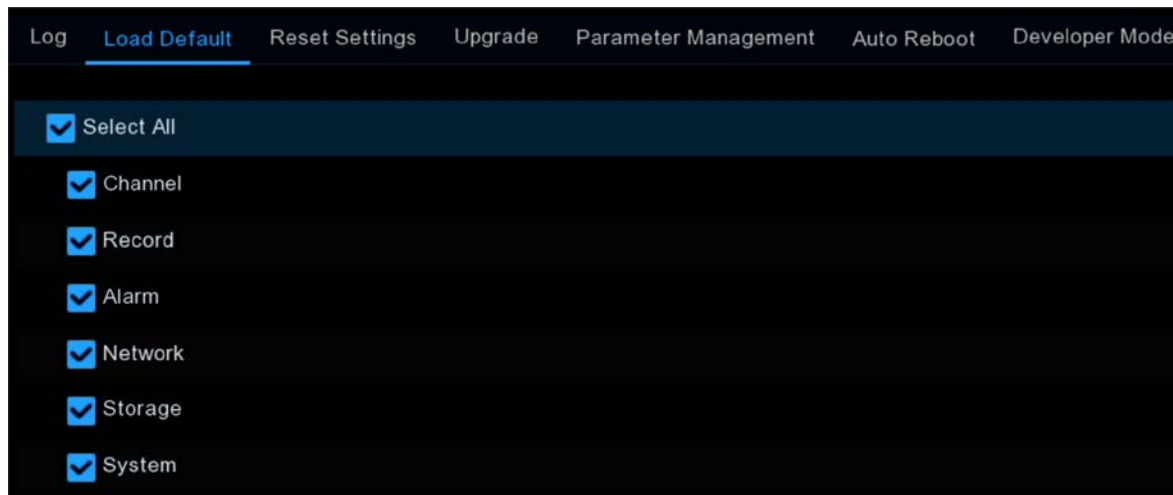 Log Load Default Reset Settings Upgrade Parameter Management Auto Reboot Developer Mode
Select All
Channel
Record
Alarm
Network
Storage
System